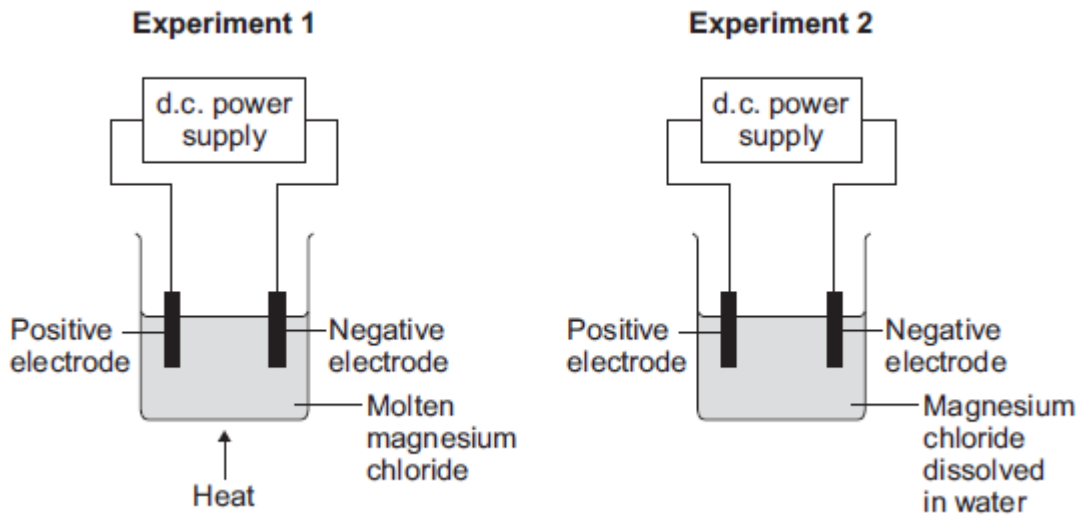 Experiment 1
d.c. power
supply
Positive
electrode
Negative
electrode
Molten
magnesium
chloride
Heat
Experiment 2
d.c. power
supply
Positive
electrode
Negative
electrode
Magnesium
chloride
dissolved
in water